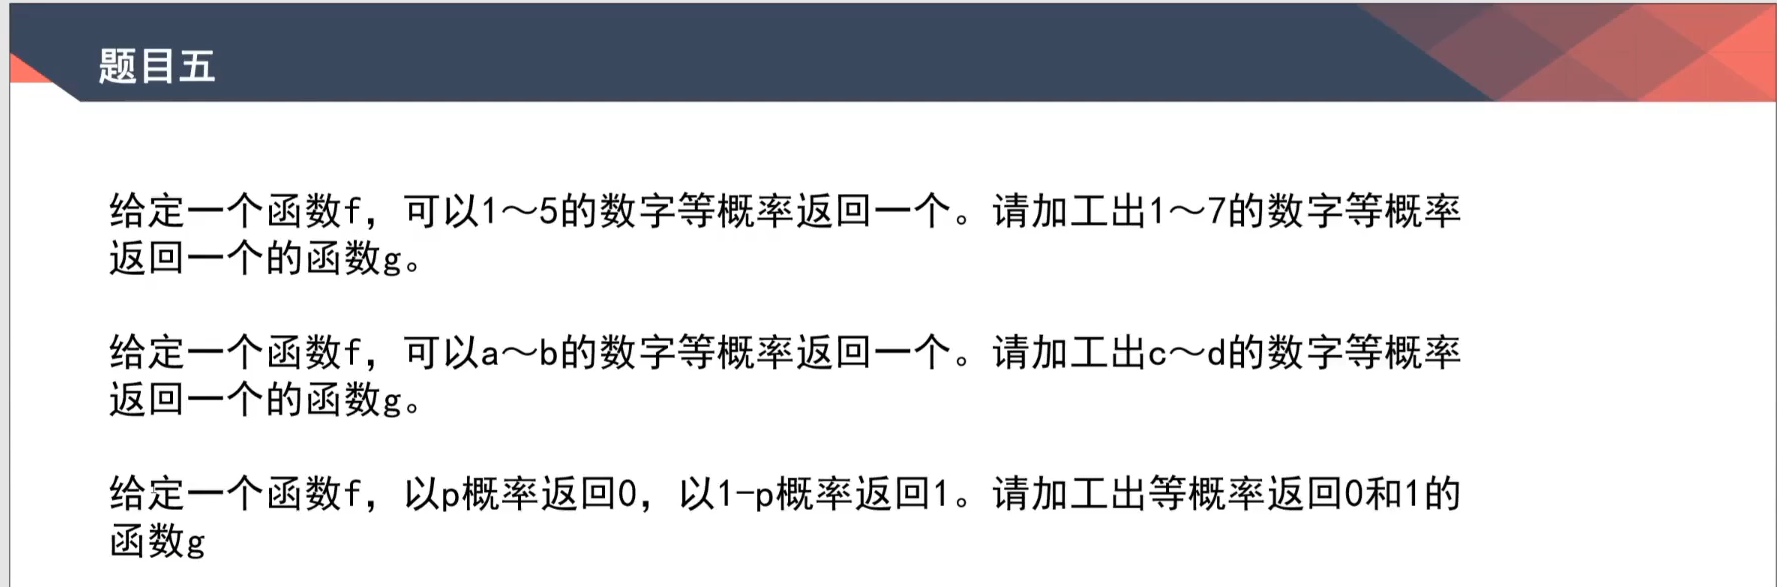 题目五
给定一个函数f，可以1～5的数字等概率返回一个。请加工出1～7的数字等概率
返回一个的函数g。
给定一个函数f，可以a～b的数字等概率返回一个。请加工出c～d的数字等概率
返回一个的函数g。
给定一个函数f，以p概率返回0，以1-p概率返回1。请加工出等概率返回0和1的
函数g